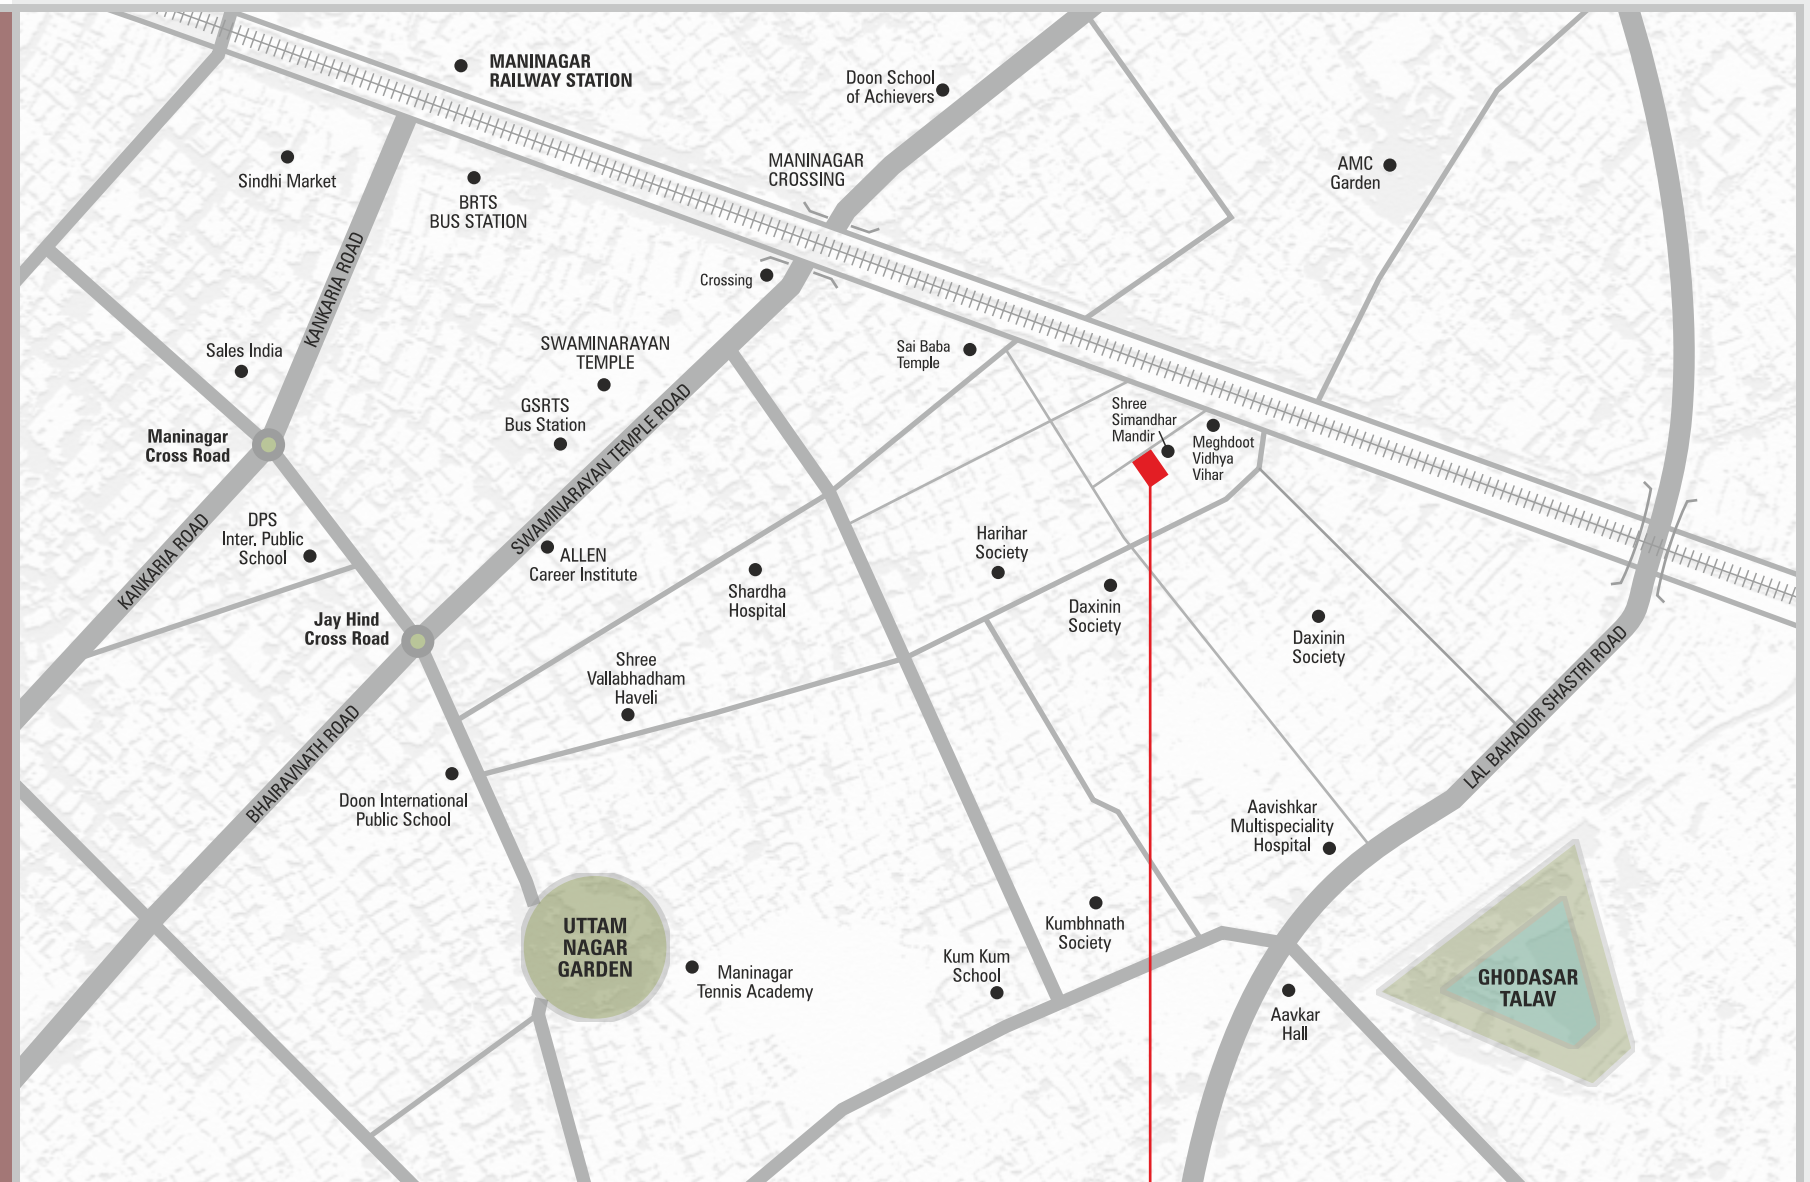 MANINAGAR
RAILWAY STATION
Doon School
of Achievers
Sindhi Market
BRTS
BUS STATION
MANINAGAR
CROSSING
AMC
Garden
KANKARIA ROAD
Crossing
Sales India
SWAMINARAYAN
TEMPLE
Sai Baba
Temple
GSRTS
Bus Station
SWAMINARAYAN TEMPLE ROAD
Shree
Simandhar
Mandir
Meghdoot
Vidhya
Vihar
Maninagar
Cross Road
KANKARIA ROAD
DPS
Inter. Public
School
ALLEN
Career Institute
Harihar
Society
Shardha
Hospital
Daxinin
Society
Daxinin
Society
Jay Hind
Cross Road
Shree
Vallabhadham
Haveli
LAL BAHADUR SHASTRI ROAD
BHAIRAVNATH ROAD
Doon International
Public School
Aavishkar
Multispeciality
Hospital
UTTAM
NAGAR
GARDEN
Kumbhnath
Society
Maninagar
Tennis Academy
Kum Kum
School
GHODASAR
TALAV
Aavkar
Hall